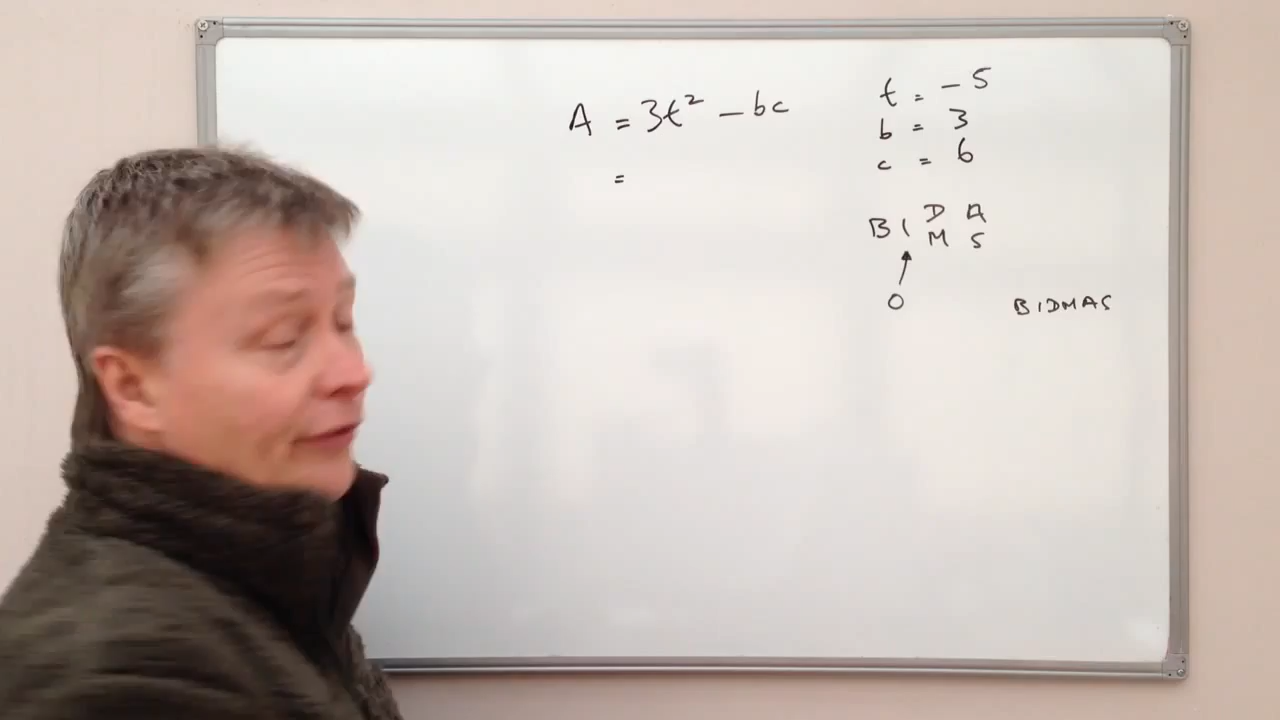 A = 3t² – bc
=
t = – 5
b = 3
c = 6
B I D A
M S
O
BIDMAS